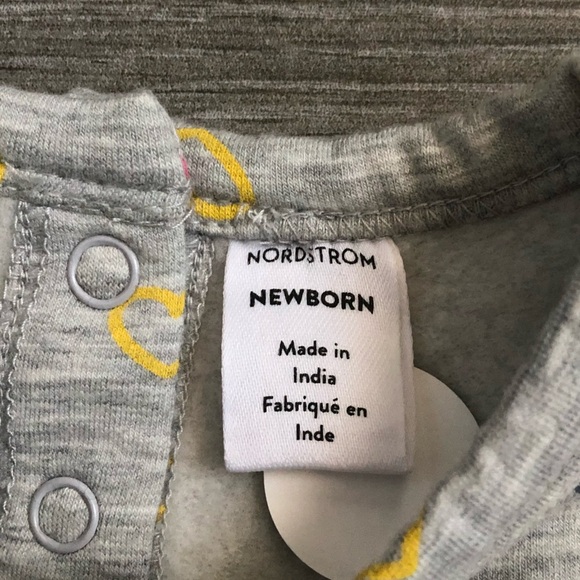 NORDSTROM
NEWBORN
Made in
India
Fabriqué en
Inde